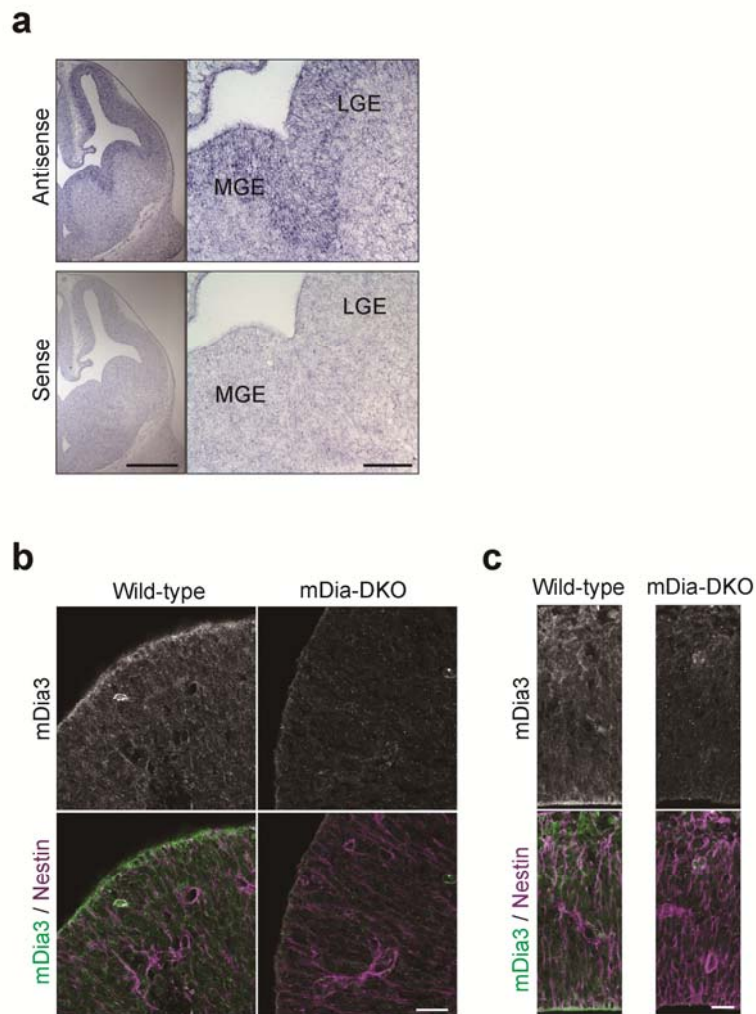 a
Antisense
LGE
MGE
Sense
LGE
MGE
b
Wild-type
mDia-DKO
mDia3
mDia3 / Nestin
c
Wild-type
mDia-DKO
mDia3
mDia3 / Nestin